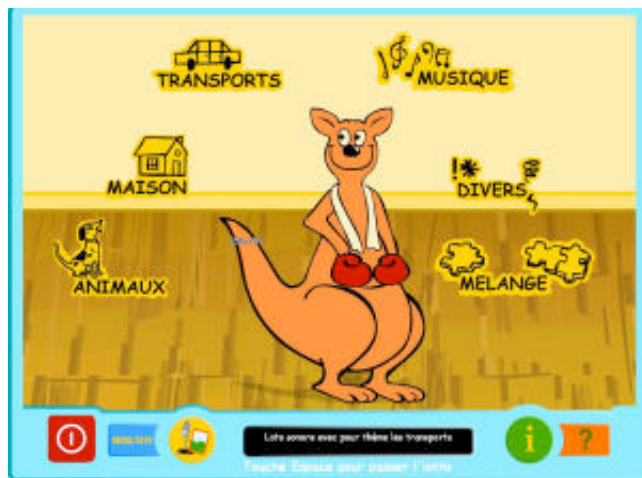 TRANSPORTS
MUSIQUE
MAISON
DIVERS
ANIMAUX
MELANGE
Loto sonore avec pour thème les transports
i
?
Touche Espace pour passer l'intro